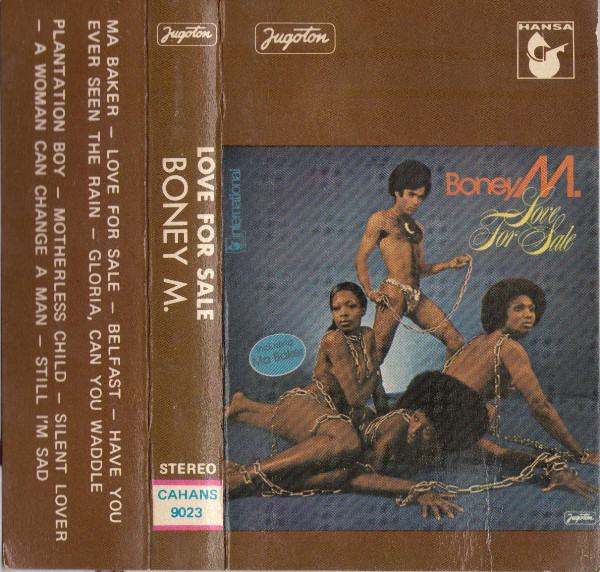 MA BAKER – LOVE FOR SALE – BELFAST – HAVE YOU
EVER SEEN THE RAIN – GLORIA, CAN YOU WADDLE
PLANTATION BOY – MOTHERLESS CHILD – SILENT LOVER
– A WOMAN CAN CHANGE A MAN – STILL I'M SAD
Jugoton
LOVE FOR SALE
BONEY M.
STEREO
CAHANS
9023
Jugoton
HANSA
Boney M.
Love
For Sale
including
Ma Baker
Jugoton